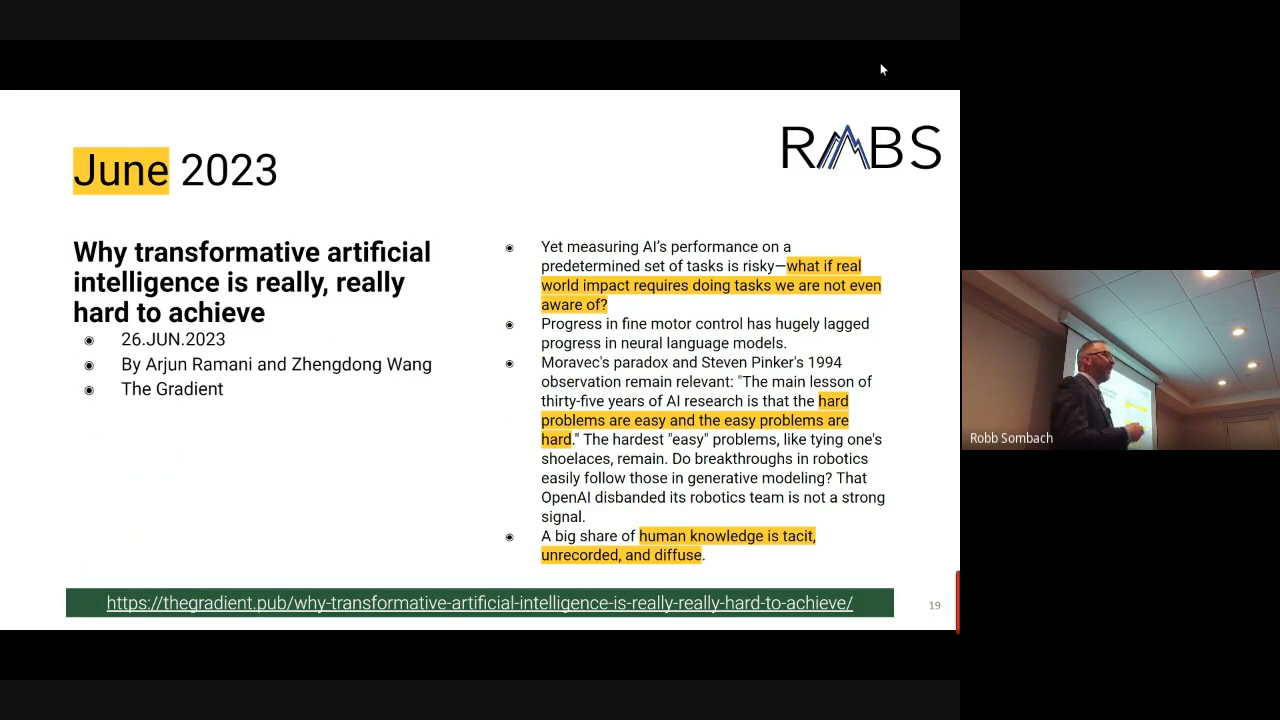 RMBS
June 2023
Why transformative artificial
intelligence is really, really
hard to achieve
◉ 26.JUN.2023
◉ By Arjun Ramani and Zhengdong Wang
◉ The Gradient
◉ Yet measuring AI’s performance on a
predetermined set of tasks is risky—what if real
world impact requires doing tasks we are not even
aware of?
◉ Progress in fine motor control has hugely lagged
progress in neural language models.
◉ Moravec's paradox and Steven Pinker's 1994
observation remain relevant: "The main lesson of
thirty-five years of AI research is that the hard
problems are easy and the easy problems are
hard." The hardest "easy" problems, like tying one's
shoelaces, remain. Do breakthroughs in robotics
easily follow those in generative modeling? That
OpenAI disbanded its robotics team is not a strong
signal.
◉ A big share of human knowledge is tacit,
unrecorded, and diffuse.
https://thegradient.pub/why-transformative-artificial-intelligence-is-really-really-hard-to-achieve/
19
Robb Sombach